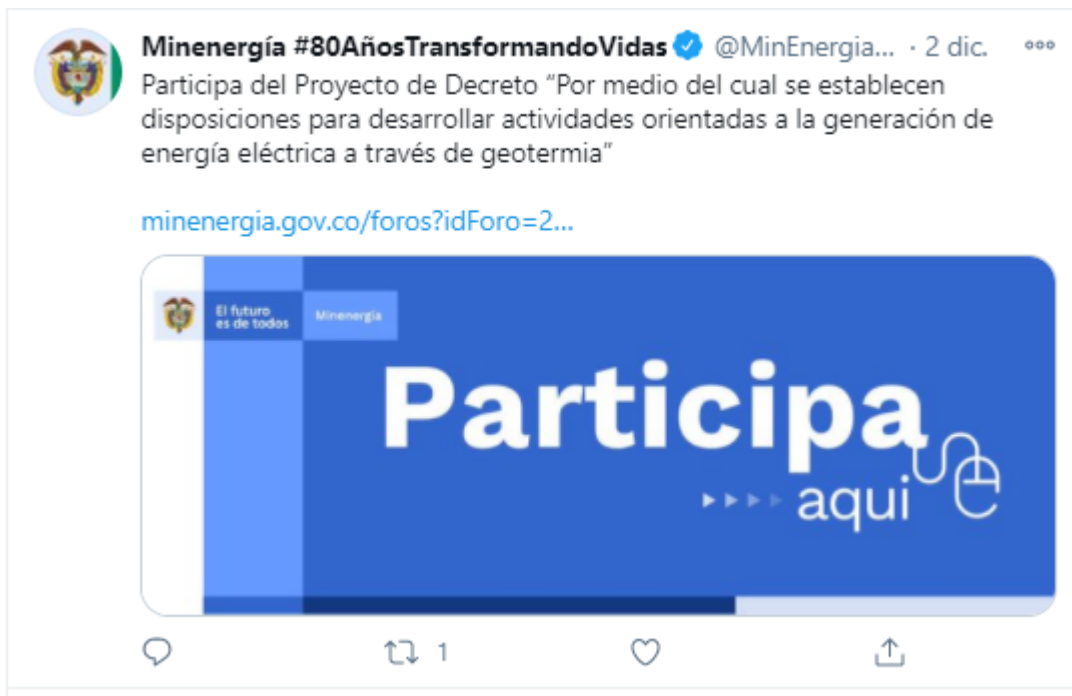 Minenergía #80AñosTransformandoVidas @MinEnergia... · 2 dic.
Participa del Proyecto de Decreto “Por medio del cual se establecen
disposiciones para desarrollar actividades orientadas a la generación de
energía eléctrica a través de geotermia”
minenergia.gov.co/foros?idForo=2...
El futuro
es de todos
Minenergía
Participa
aqui
1